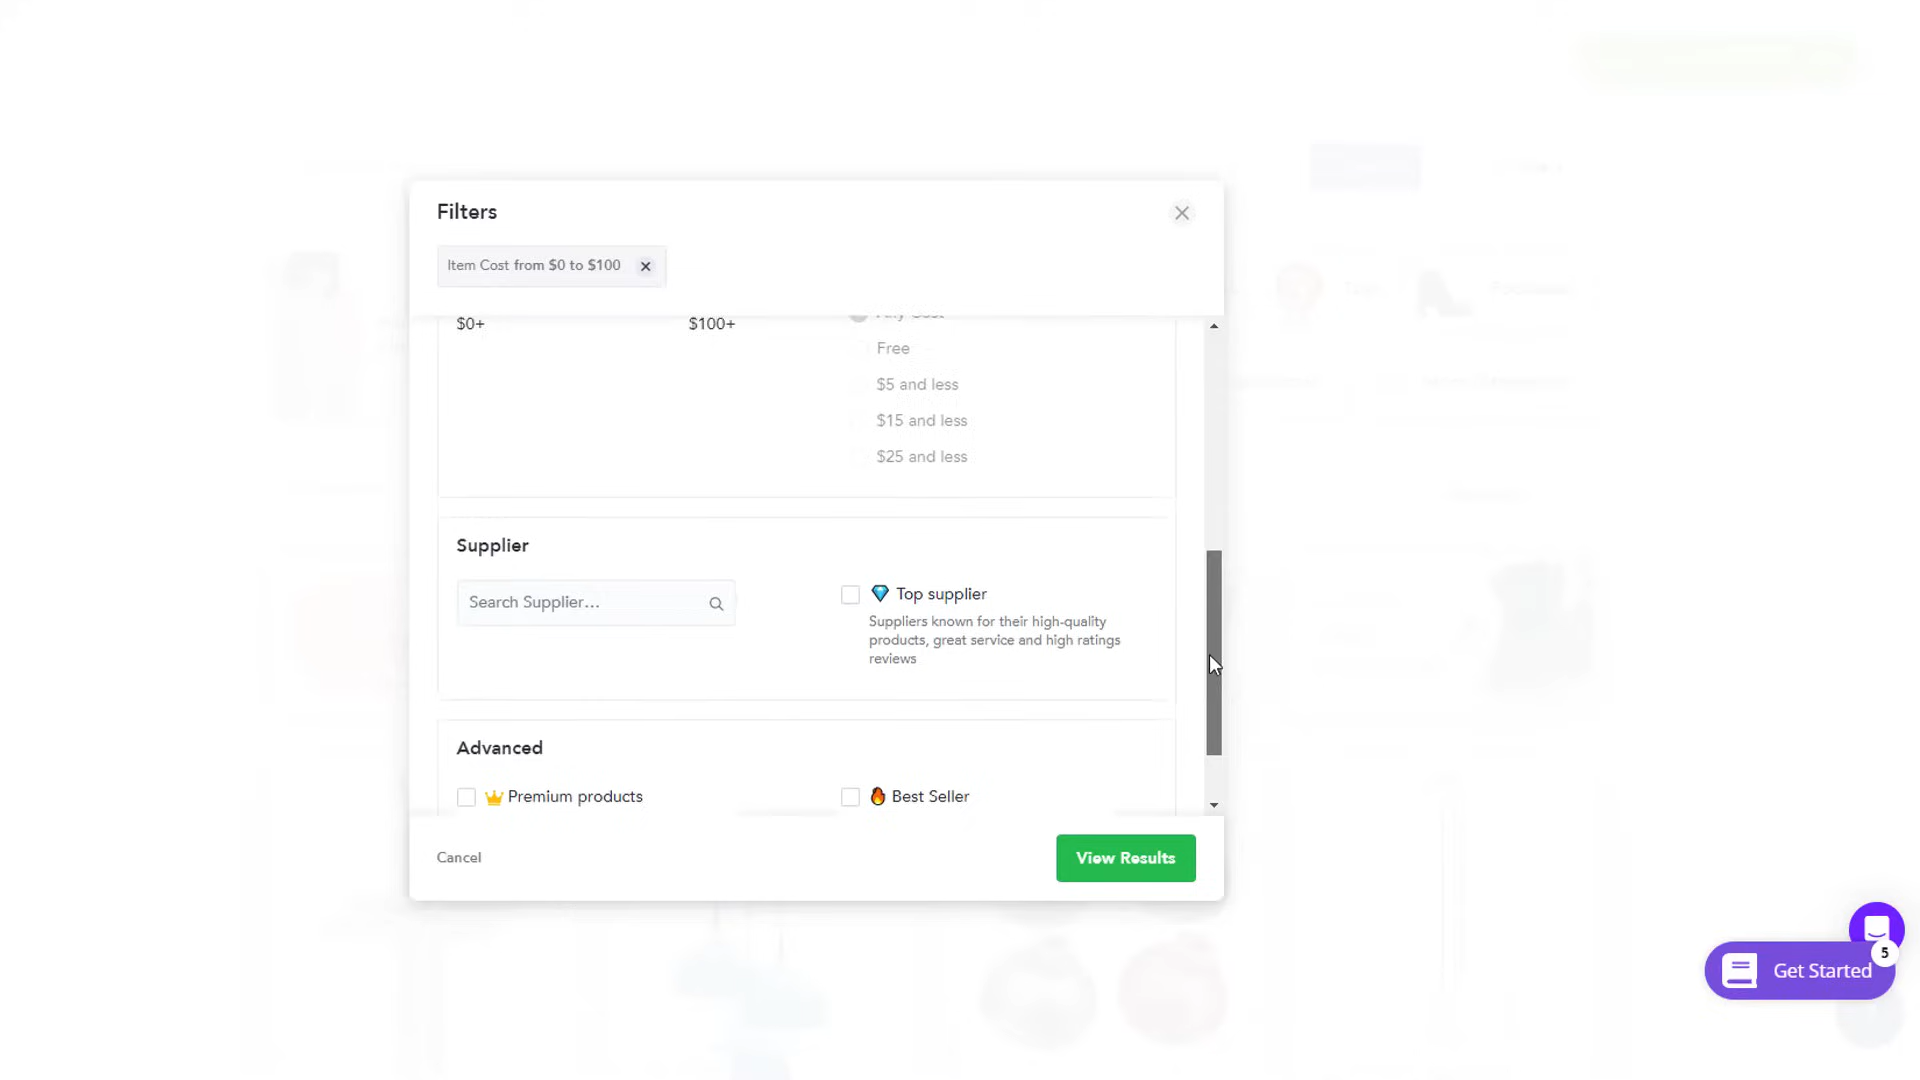 Filters
Item Cost from $0 to $100
$0+
$100+
Any Cost
Free
$5 and less
$15 and less
$25 and less
Supplier
Search Supplier...
Top supplier
Suppliers known for their high-quality
products, great service and high ratings
reviews
Advanced
Premium products
Best Seller
Cancel
View Results
5
Get Started